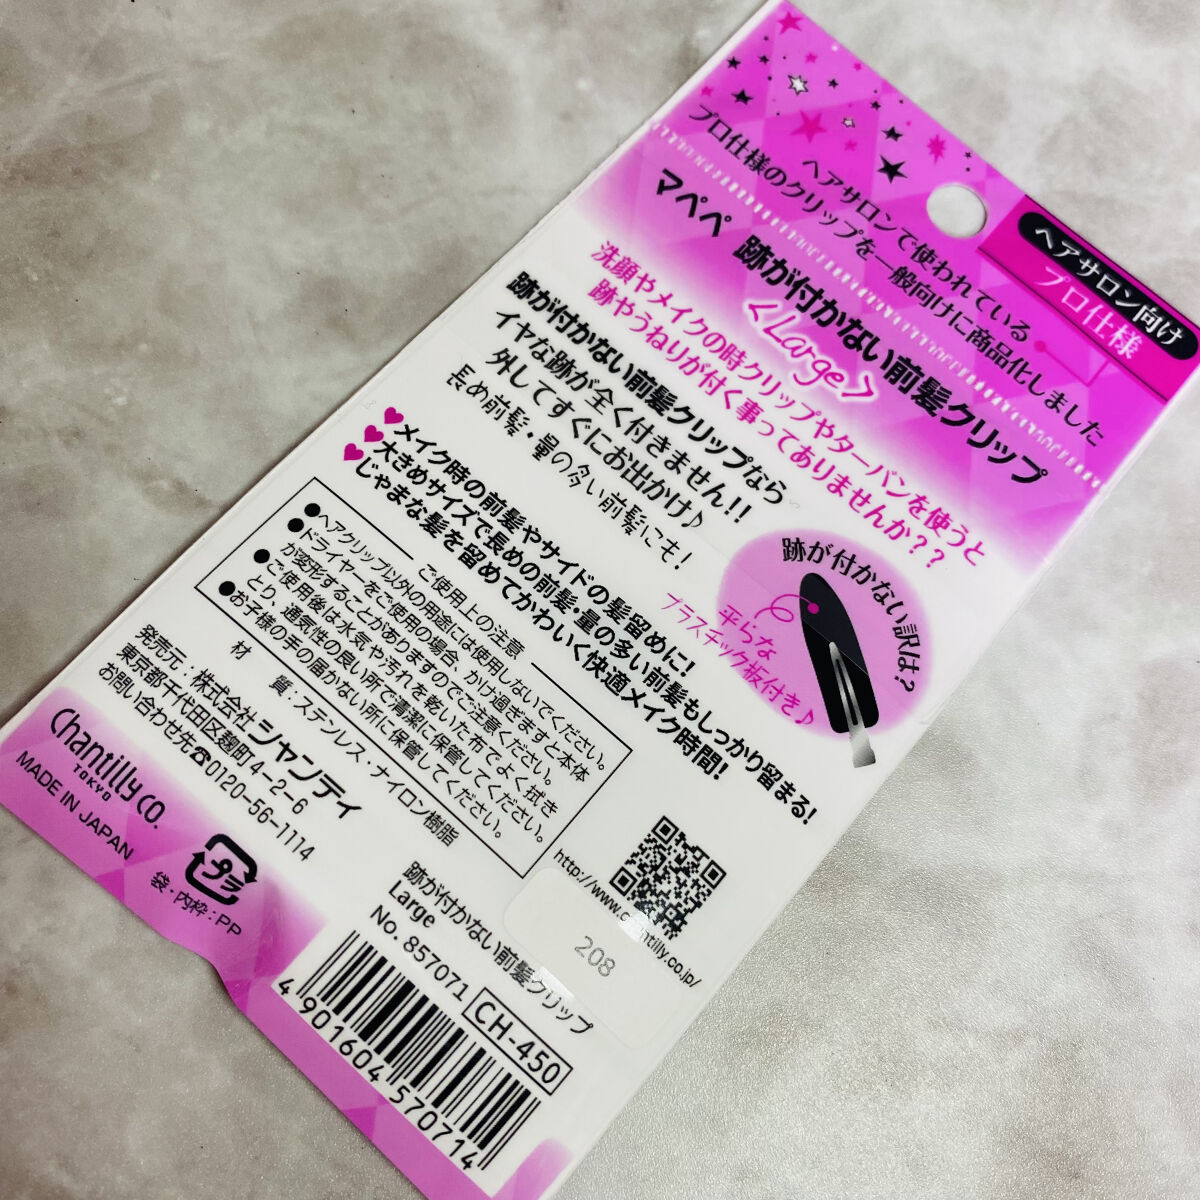 ヘアサロン向け
プロ仕様
ヘアサロンで使われている
プロ仕様のクリップを一般向けに商品化しました
マペペ 跡が付かない前髪クリップ
<Large>
洗顔やメイクの時クリップやターバンを使うと
跡やうねりが付く事ってありませんか??
跡が付かない前髪クリップなら
イヤな跡が全く付きません!!
外してすぐにお出かけ♪
長め前髪・量の多い前髪にも!
跡が付かない訳は?
平らな
プラスチック板付き♪
♥メイク時の前髪やサイドの髪留めに!
♥大きめサイズで長めの前髪・量の多い前髪もしっかり留まる!
♥じゃまな髪を留めてかわいく快適メイク時間!
ご使用上の注意
●ヘアクリップ以外の用途には使用しないでください。
●ドライヤーをご使用の場合、かけ過ぎますと本体
が変形することがありますのでご注意ください。
●ご使用後は水気や汚れを乾いた布でよく拭き
とり、通気性の良い所で清潔に保管してください。
●お子様の手の届かない所に保管してください。
材 質:ステンレス・ナイロン樹脂
発売元:株式会社シャンティ
東京都千代田区麹町4-2-6
お問い合わせ先☎0120-56-1114
Chantilly CO.
TOKYO
MADE IN JAPAN
プラ
袋・内枠:PP
http://www.chantilly.co.jp/
208
跡が付かない前髪クリップ
Large
No. 857071 CH-450
4 901604 570714